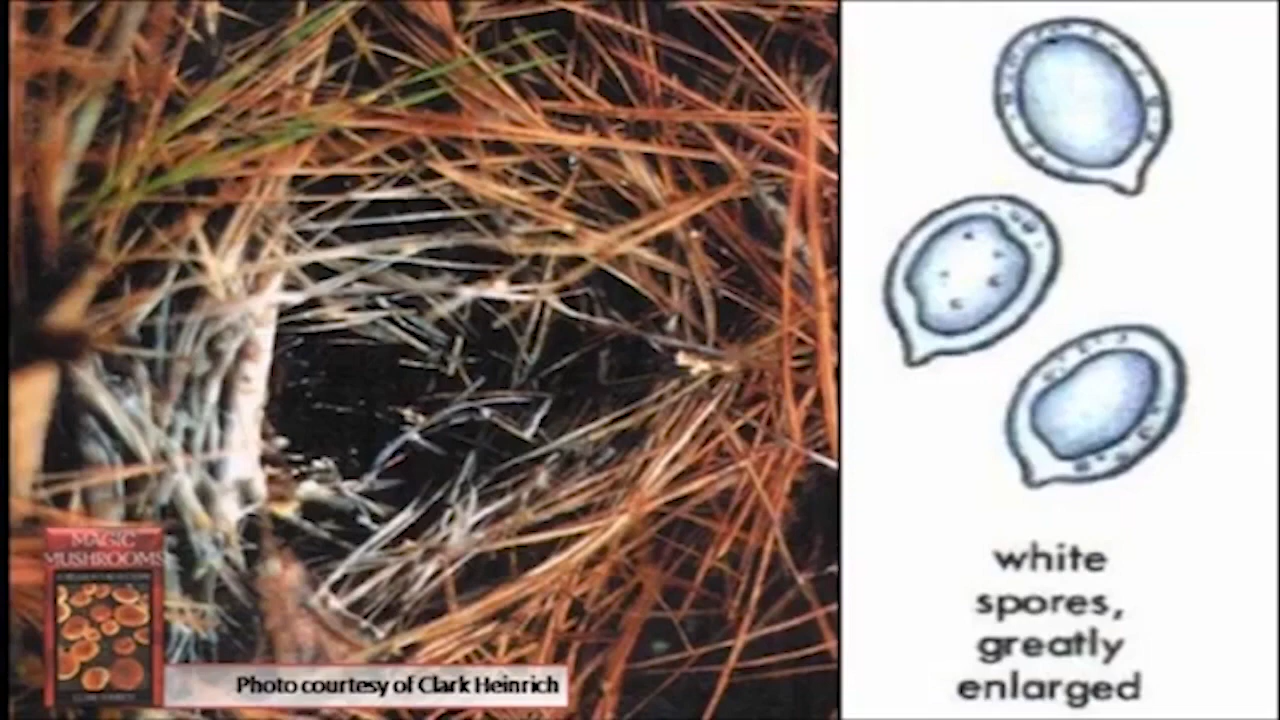 MAGIC
MUSHROOMS
Photo courtesy of Clark Heinrich
white
spores,
greatly
enlarged